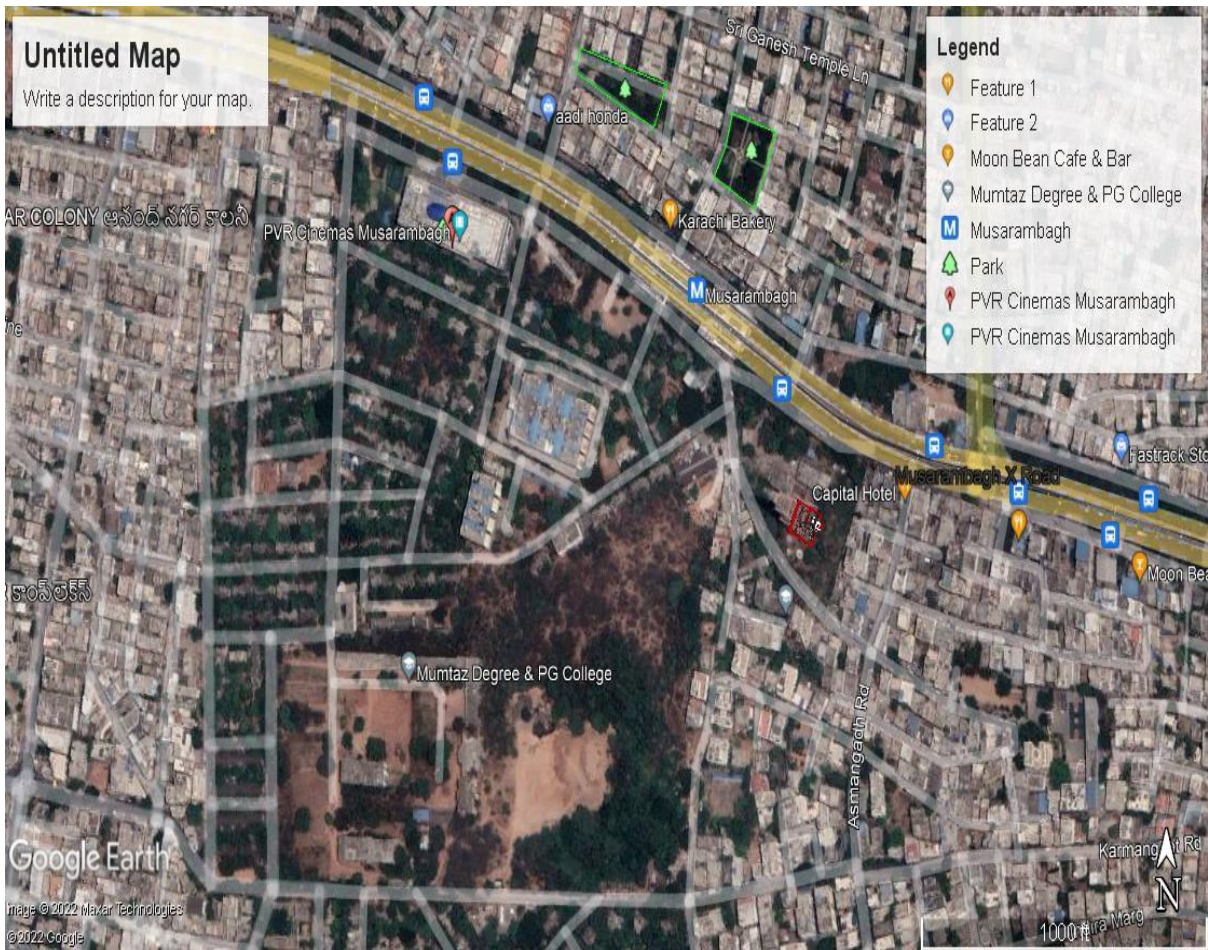 Untitled Map
Write a description for your map.
Legend
Feature 1
Feature 2
Moon Bean Cafe & Bar
Mumtaz Degree & PG College
M Musarambagh
Park
PVR Cinemas Musarambagh
PVR Cinemas Musarambagh
Sri Ganesh Temple Ln
aadi honda
AR COLONY ఆనంద్ నగర్ కాలనీ
PVR Cinemas Musarambagh
Karachi Bakery
M Musarambagh
Fastrack Sto
Musarambagh X Road
Capital Hotel
Moon Bea
కాంప్లెక్స్
Mumtaz Degree & PG College
Asmangadh Rd
Google Earth
Image © 2022 Maxar Technologies
© 2022 Google
N
1000 ft